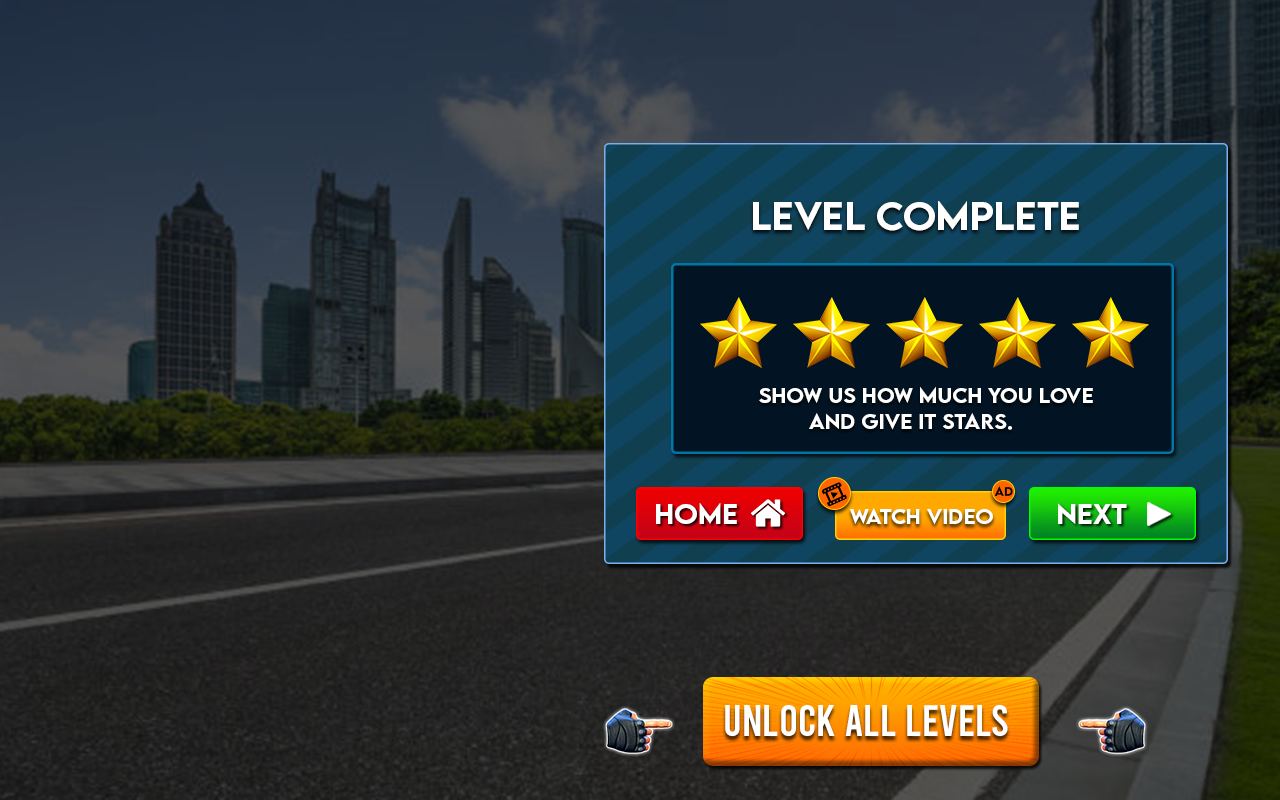 LEVEL COMPLETE
SHOW US HOW MUCH YOU LOVE
AND GIVE IT STARS.
HOME
WATCH VIDEO
AD
NEXT
UNLOCK ALL LEVELS